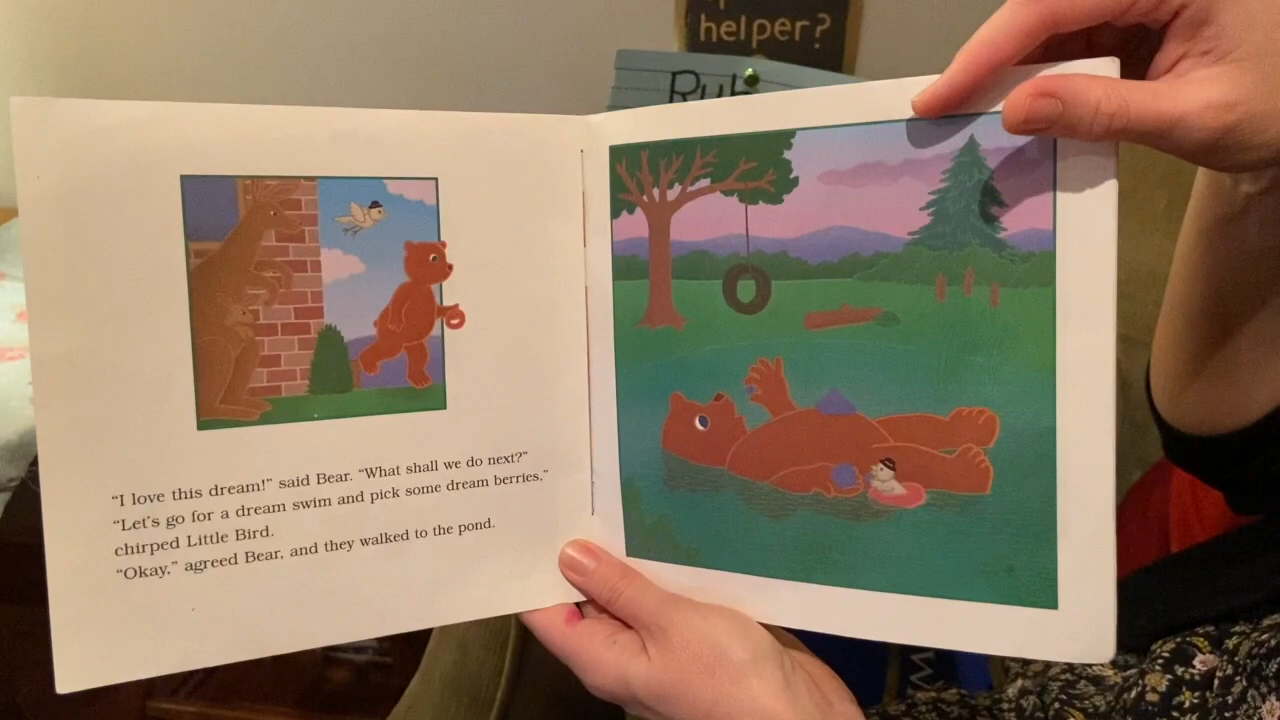 helper?
Rub
"I love this dream!" said Bear. "What shall we do next?"
"Let's go for a dream swim and pick some dream berries,"
chirped Little Bird.
"Okay," agreed Bear, and they walked to the pond.